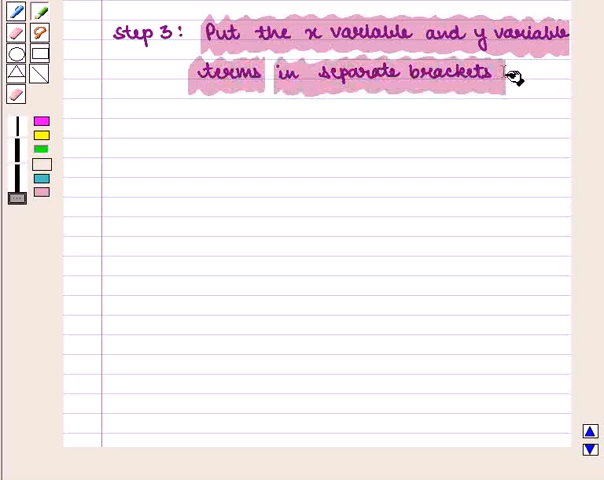 step 3: Put the x variable and y variable
terms in separate brackets